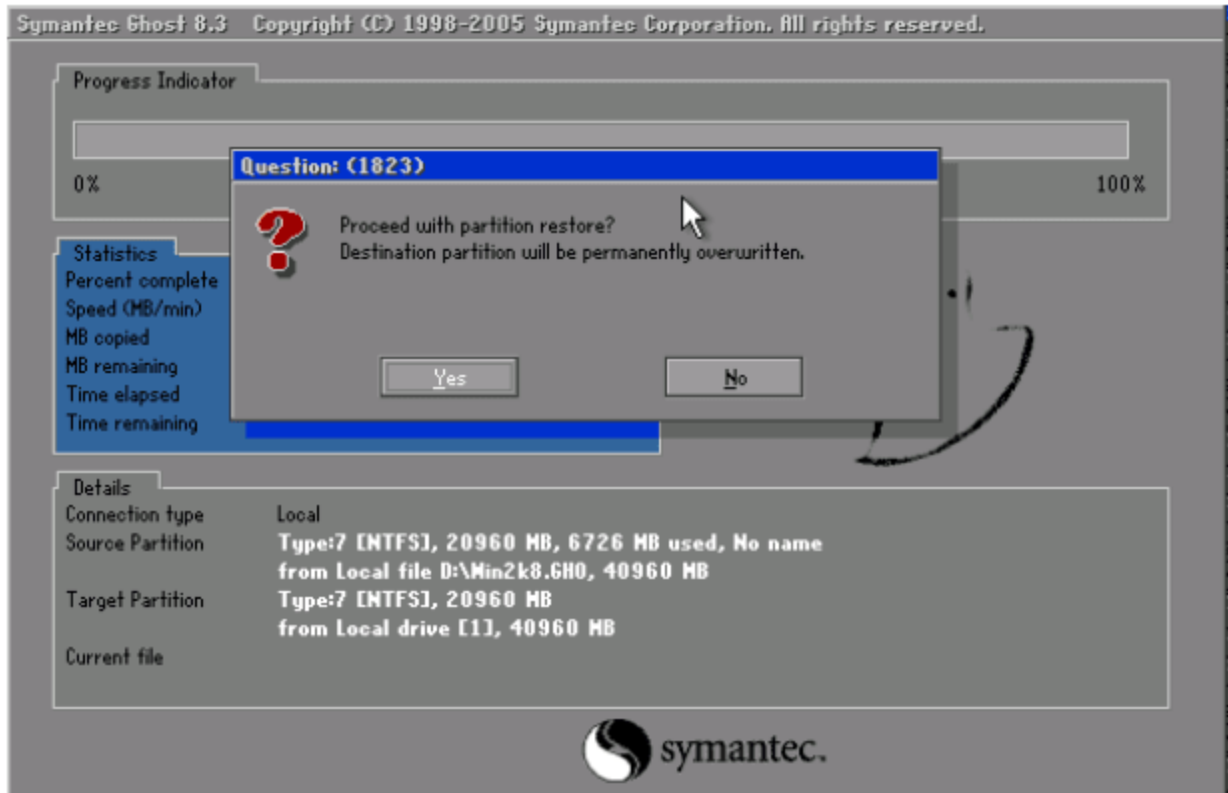 Symantec Ghost 8.3 Copyright (C) 1998-2005 Symantec Corporation. All rights reserved.
Progress Indicator
0% 100%
Question: (1823)
Proceed with partition restore?
Destination partition will be permanently overwritten.
Yes No
Statistics
Percent complete
Speed (MB/min)
MB copied
MB remaining
Time elapsed
Time remaining
Details
Connection type Local
Source Partition Type:7 [NTFS], 20960 MB, 6726 MB used, No name
from Local file D:\Win2k8.GHO, 40960 MB
Target Partition Type:7 [NTFS], 20960 MB
from Local drive [1], 40960 MB
Current file
symantec.